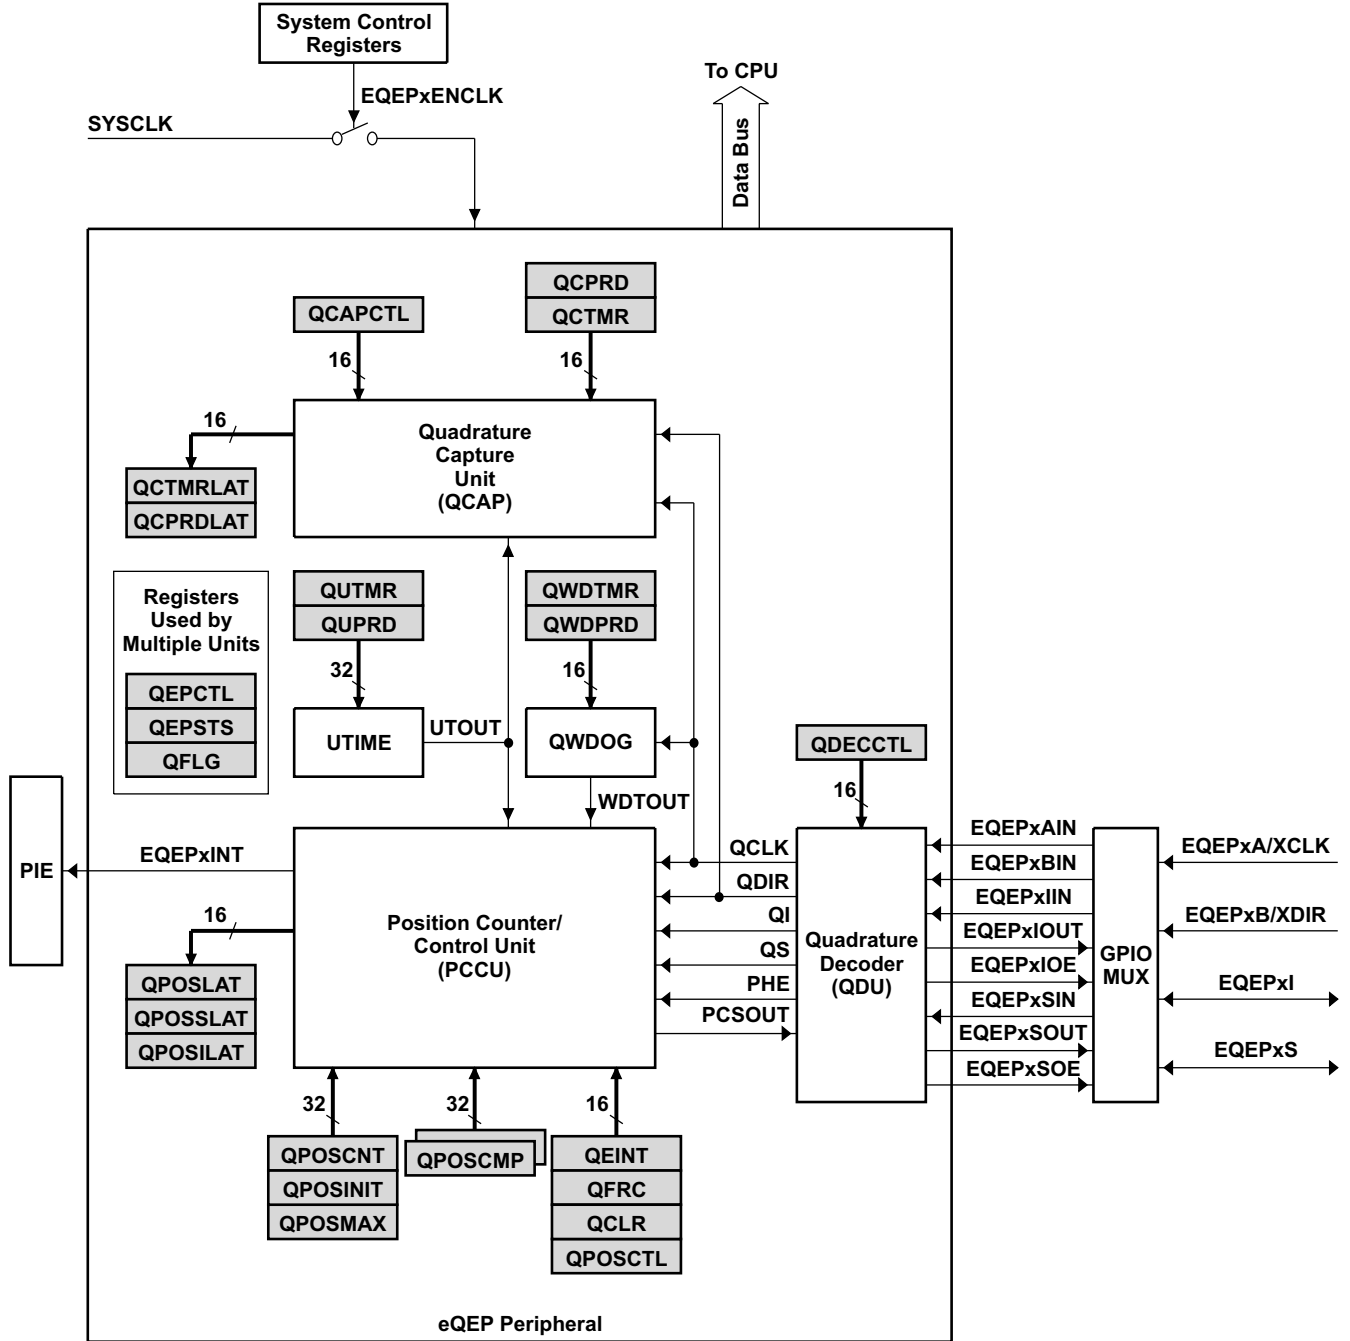 System Control
Registers
To CPU
EQEPxENCLK
SYSCLK
Data Bus
QCPRD
QCAPCTL
QCTMR
16
16
16
Quadrature
Capture
Unit
(QCAP)
QCTMRLAT
QCPRDLAT
Registers
Used by
Multiple Units
QEPCTL
QEPSTS
QFLG
QUTMR
QUPRD
32
UTIME
UTOUT
QWDTMR
QWDPRD
16
QWDOG
WDTOUT
QDECCTL
16
PIE
EQEPxINT
16
QPOSLAT
QPOSSLAT
QPOSILAT
Position Counter/
Control Unit
(PCCU)
QCLK
QDIR
QI
QS
PHE
PCSOUT
Quadrature
Decoder
(QDU)
EQEPxAIN
EQEPxBIN
EQEPxIIN
EQEPxIOUT
EQEPxIOE
EQEPxSIN
EQEPxSOUT
EQEPxSOE
GPIO
MUX
EQEPxA/XCLK
EQEPxB/XDIR
EQEPxI
EQEPxS
32
32
16
QPOSCNT
QPOSINIT
QPOSMAX
QPOSCMP
QEINT
QFRC
QCLR
QPOSCTL
eQEP Peripheral